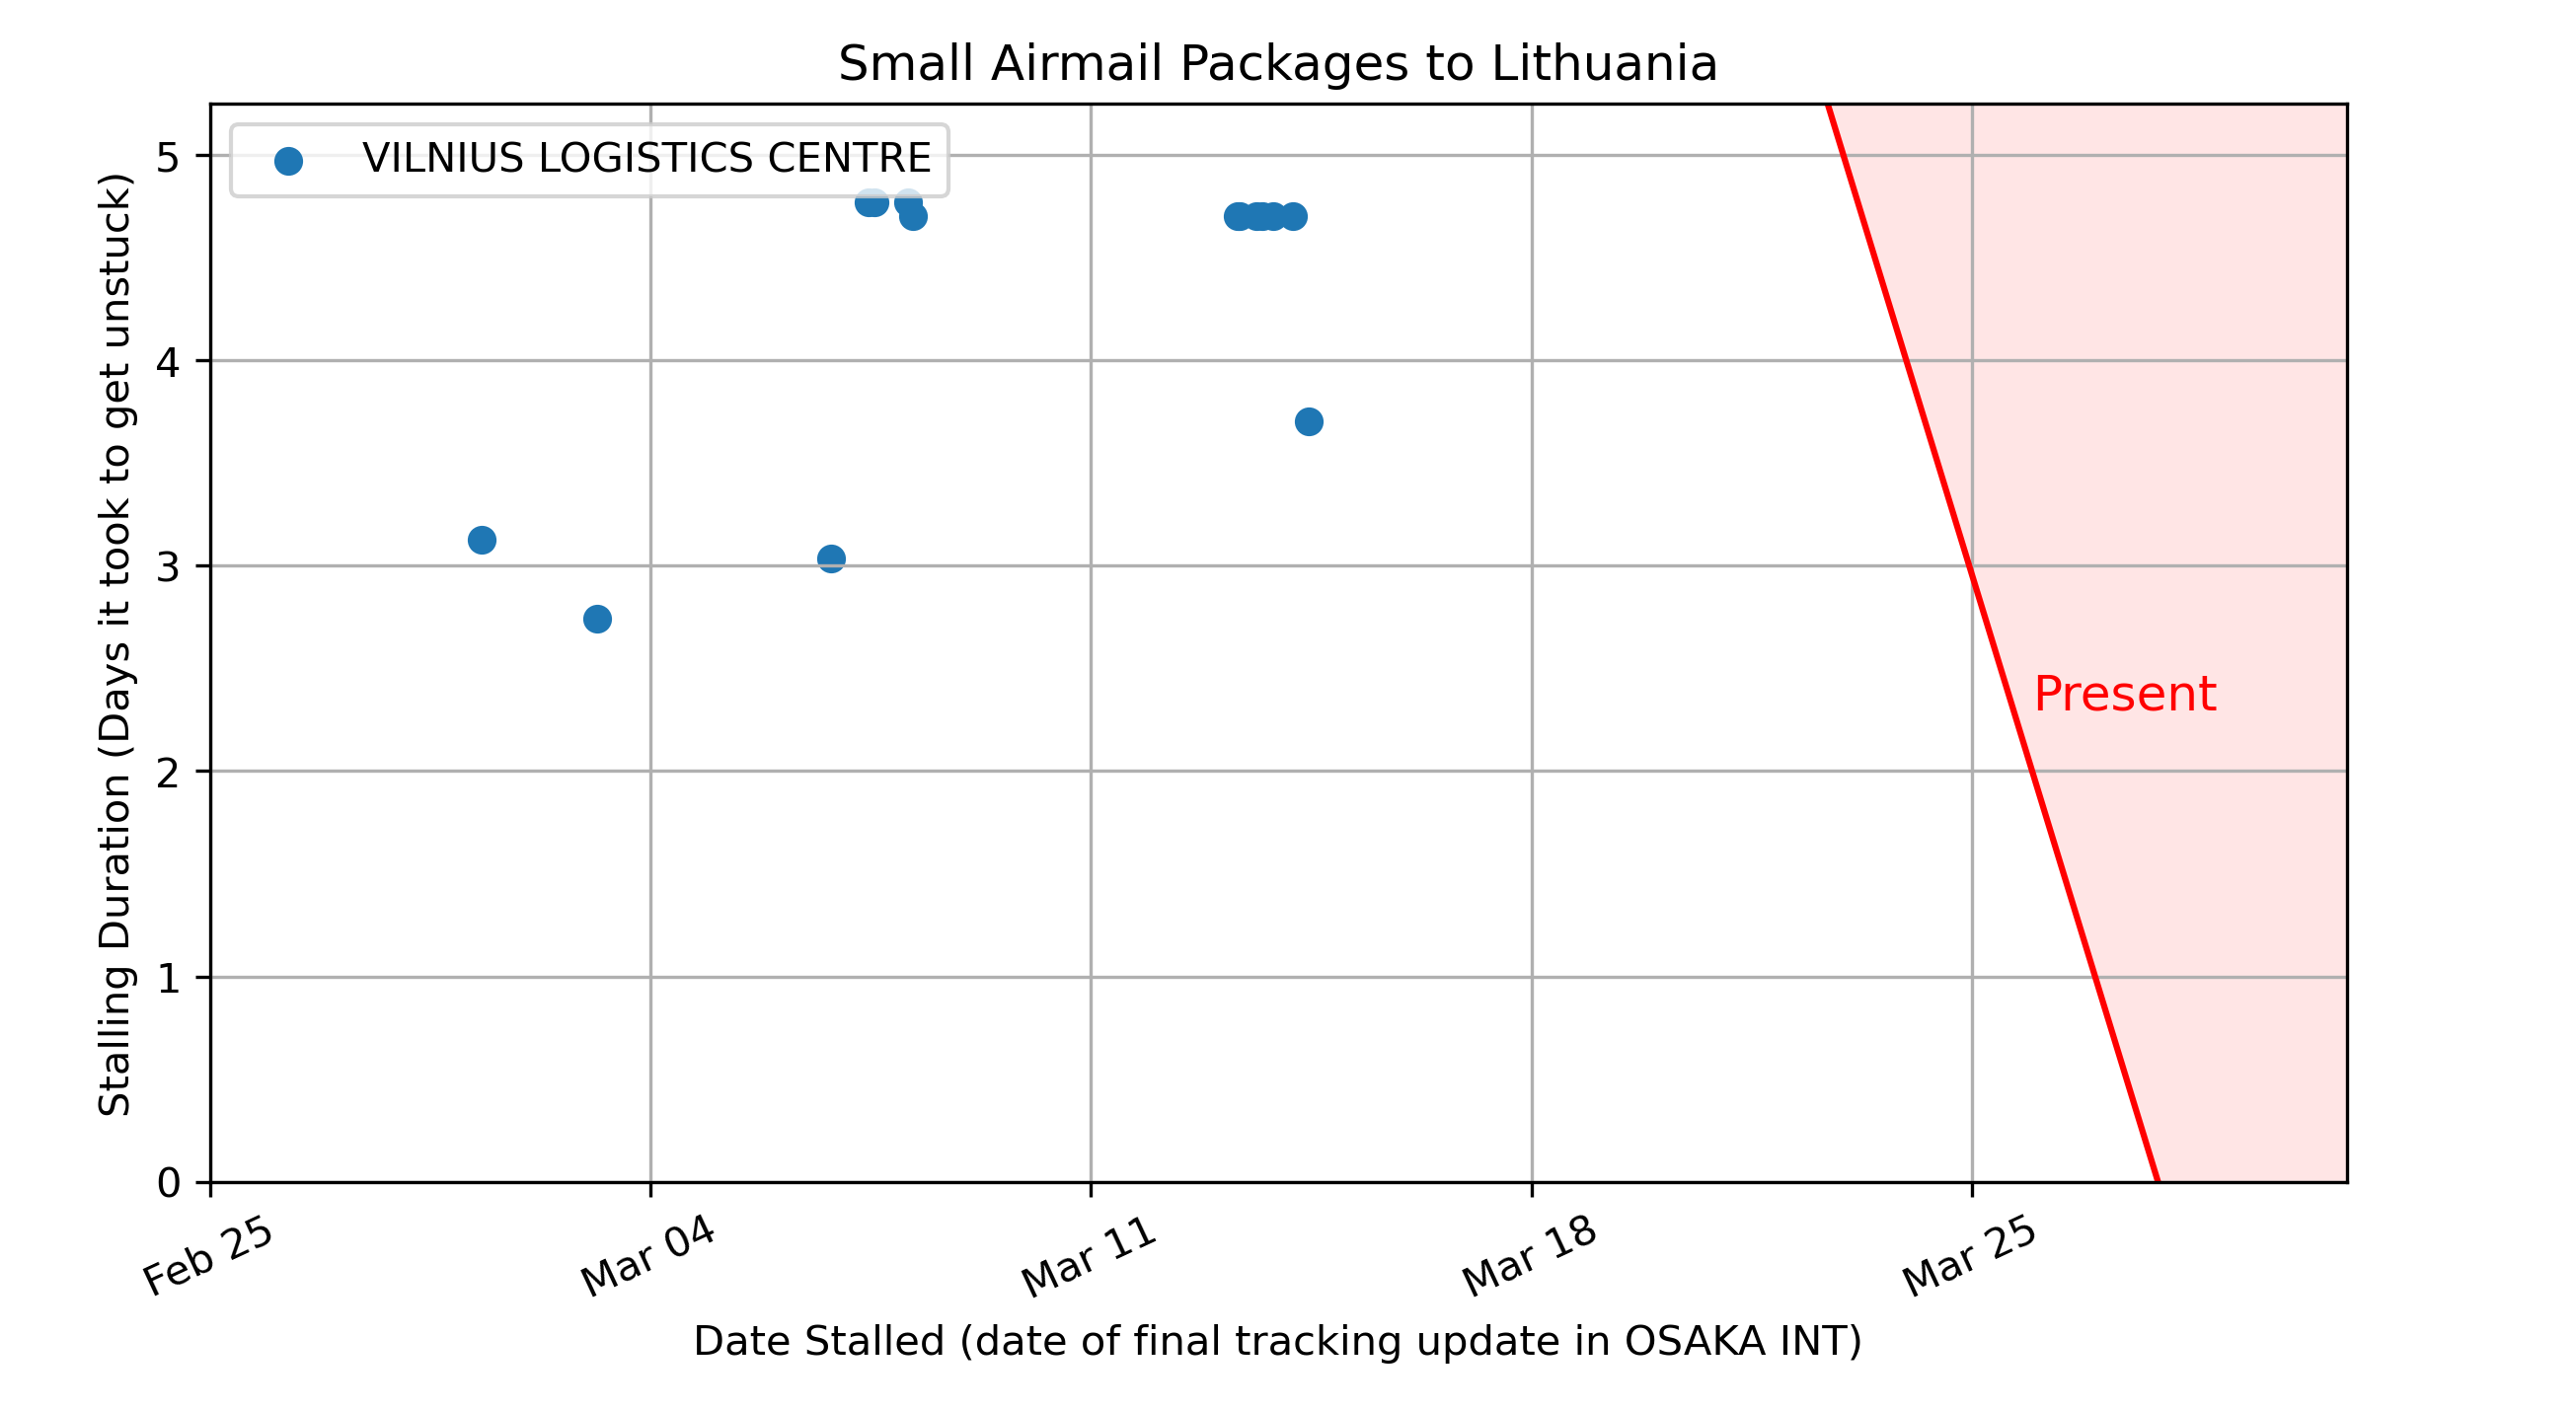 Small Airmail Packages to Lithuania
VILNIUS LOGISTICS CENTRE
Stalling Duration (Days it took to get unstuck)
5
4
3
2
1
0
Present
Feb 25
Mar 04
Mar 11
Mar 18
Mar 25
Date Stalled (date of final tracking update in OSAKA INT)